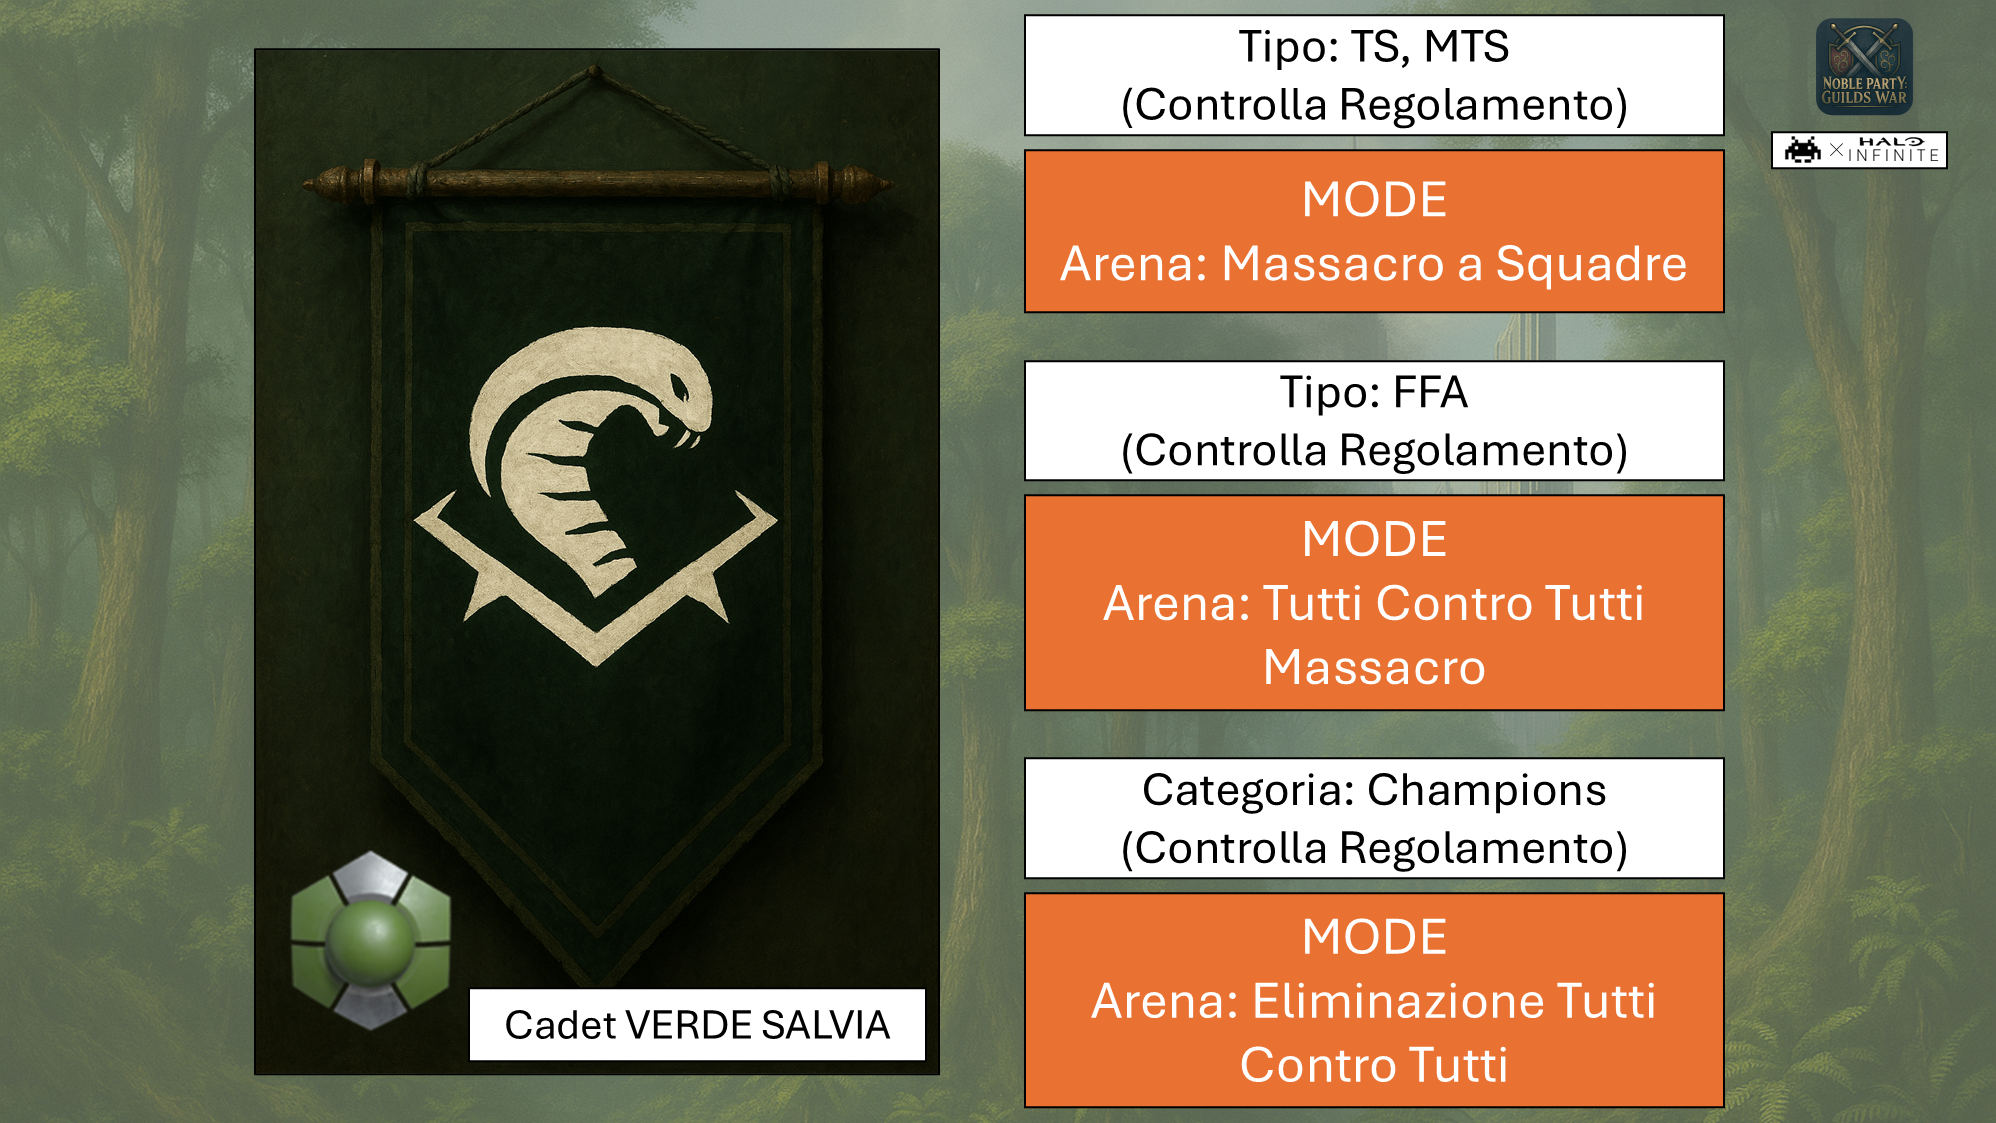 Tipo: TS, MTS
(Controlla Regolamento)
MODE
Arena: Massacro a Squadre
Tipo: FFA
(Controlla Regolamento)
MODE
Arena: Tutti Contro Tutti
Massacro
Categoria: Champions
(Controlla Regolamento)
MODE
Arena: Eliminazione Tutti
Contro Tutti
Cadet VERDE SALVIA
NOBLE PARTY:
GUILDS WAR
× HALO
INFINITE